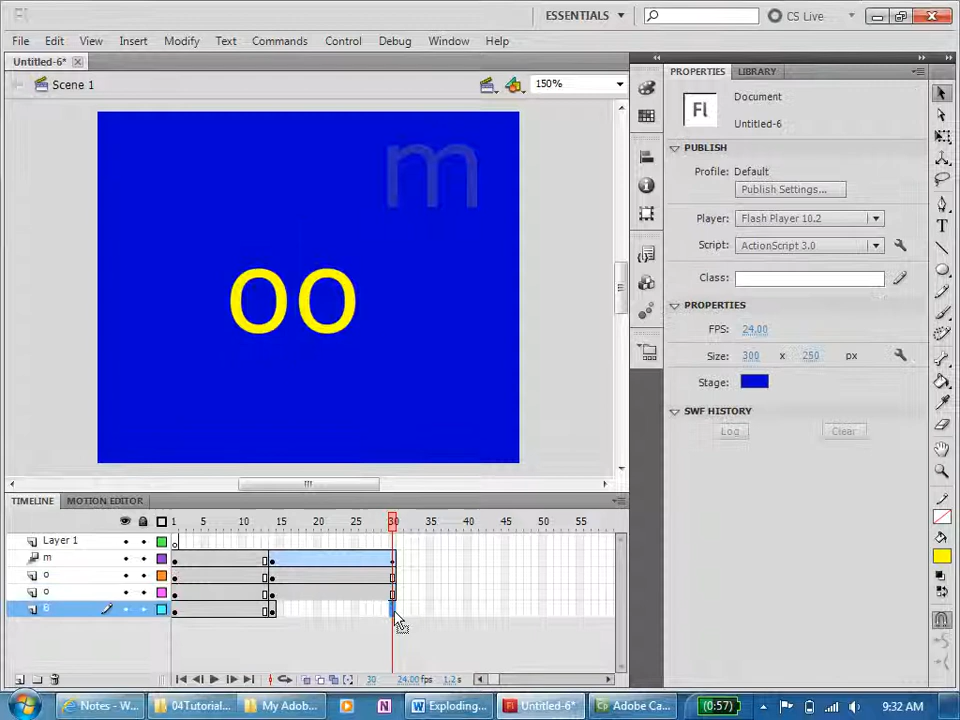 Fl
ESSENTIALS
CS Live
File Edit View Insert Modify Text Commands Control Debug Window Help
Untitled-6*
Scene 1
150%
PROPERTIES LIBRARY
Fl
Document
Untitled-6
PUBLISH
Profile: Default
Publish Settings...
Player: Flash Player 10.2
Script: ActionScript 3.0
Class:
PROPERTIES
FPS: 24.00
Size: 300 x 250 px
Stage:
SWF HISTORY
Log Clear
m
oo
TIMELINE MOTION EDITOR
1 5 10 15 20 25 30 35 40 45 50 55
Layer 1
m
o
o
B
30 24.00fps 1.2s
Notes - W... 04Tutorial... My Adob... Exploding... Untitled-6* Adobe Ca... (0:57) 9:32 AM